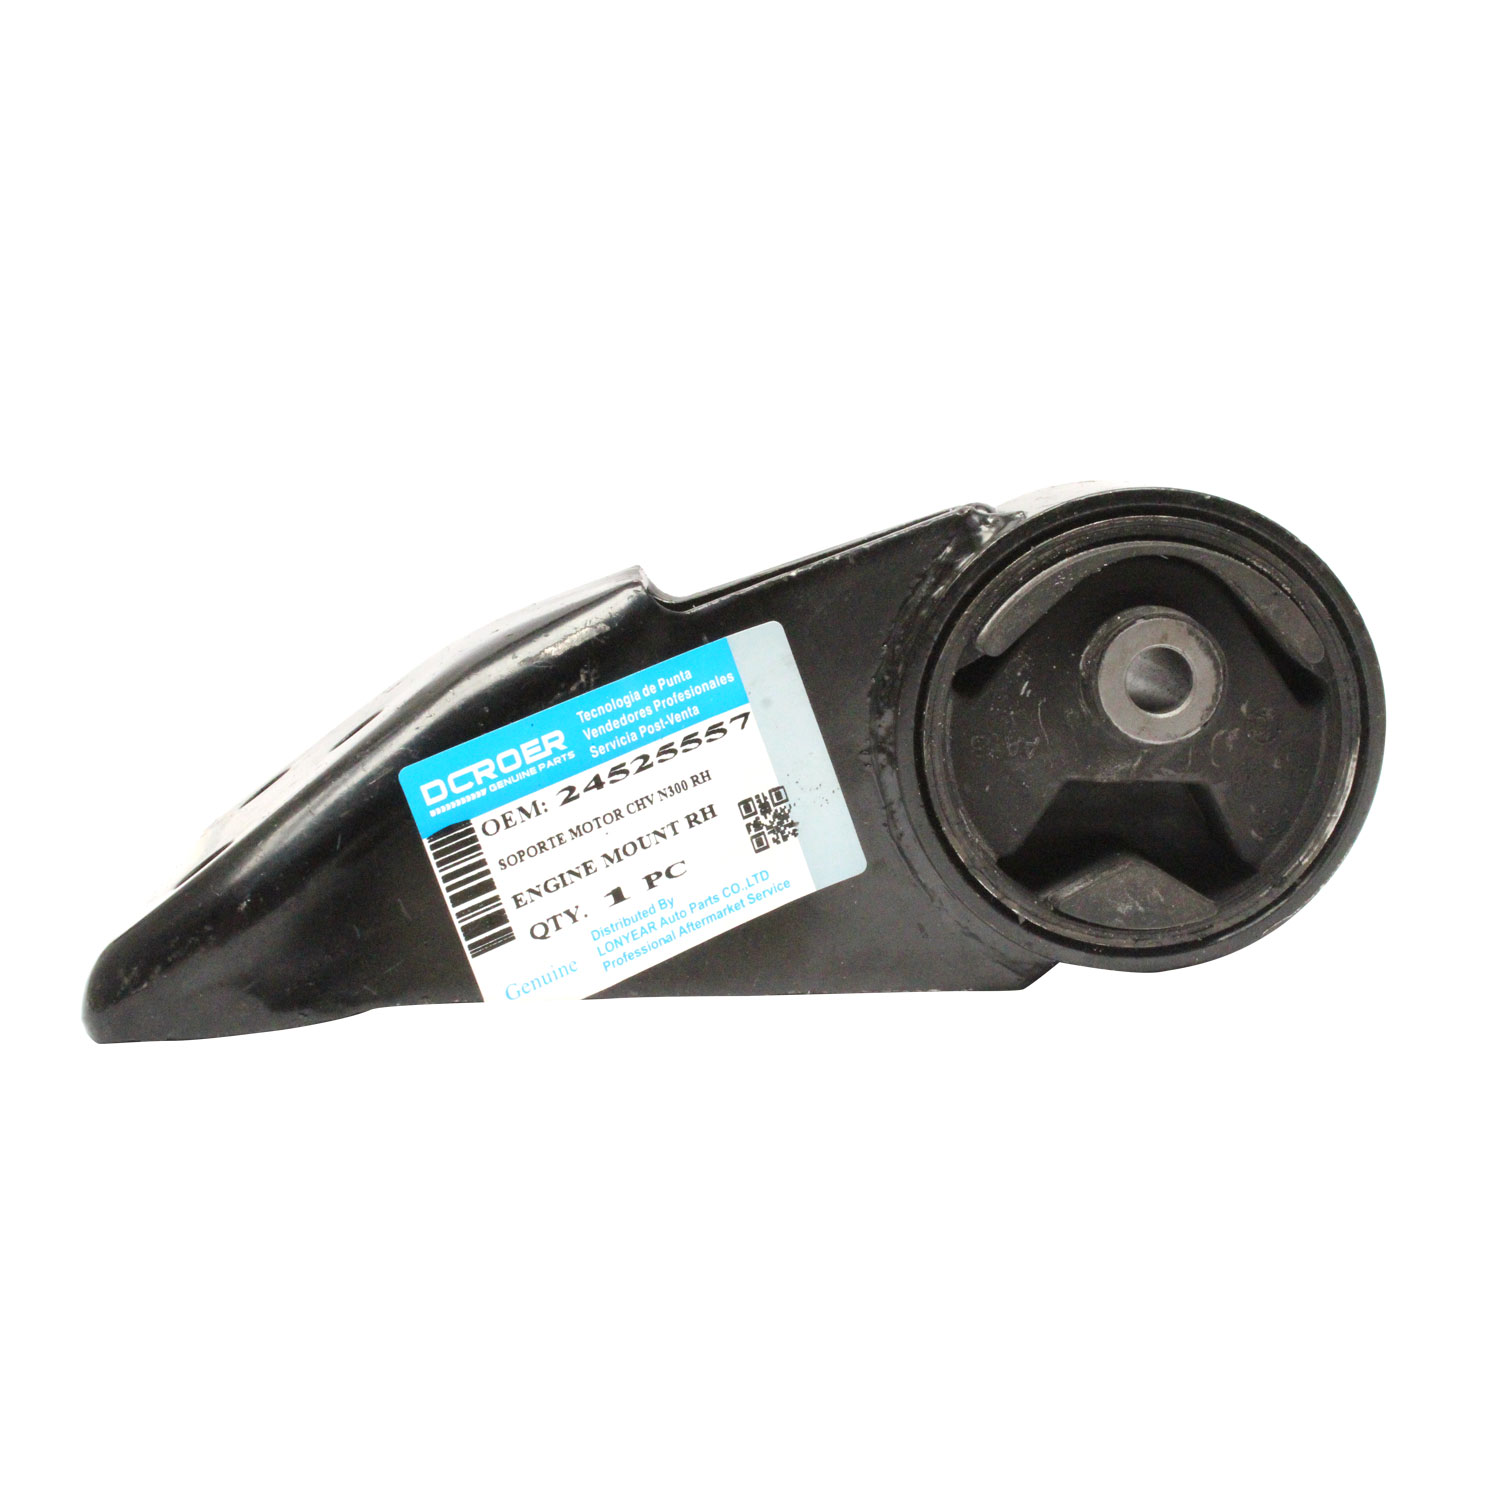 DCROER
GENUINE PARTS
Tecnologia de Punta
Vendedores Profesionales
Servicia Post-Venta
OEM: 24525557
SOPORTE MOTOR CHV N300 RH
ENGINE MOUNT RH
QTY. 1 PC
Distributed By
LONYEAR Auto Parts CO.,LTD
Professional Aftermarket Service
Genuine